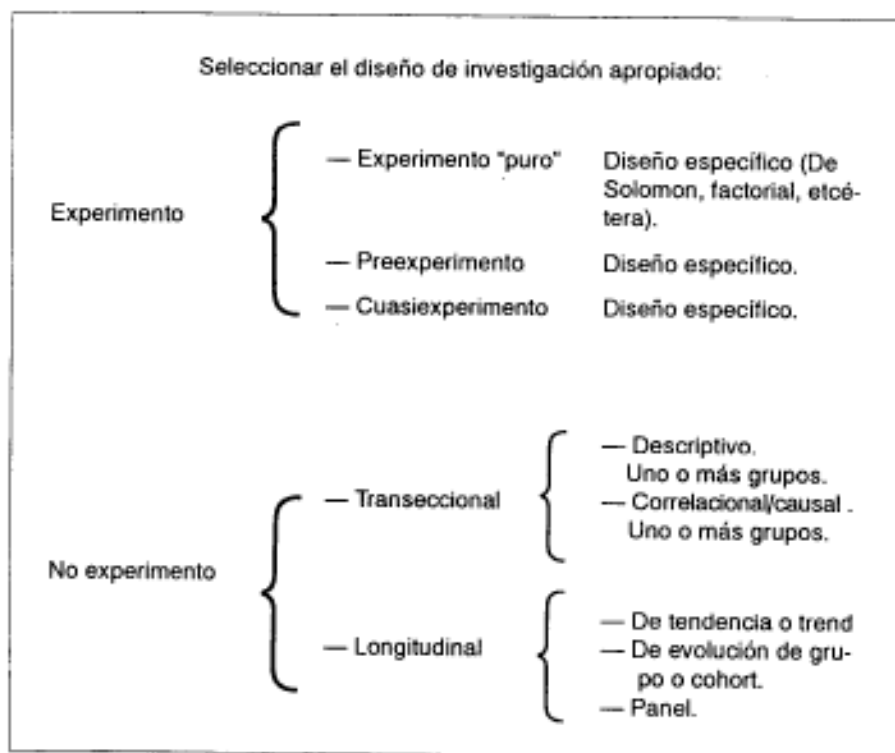 Seleccionar el diseño de investigación apropiado:
Experimento
— Experimento "puro"
Diseño específico (De
Solomon, factorial, etcé-
tera).
— Preexperimento
Diseño específico.
— Cuasiexperimento
Diseño específico.
No experimento
— Transeccional
— Descriptivo.
Uno o más grupos.
— Correlacional/causal .
Uno o más grupos.
— Longitudinal
— De tendencia o trend
— De evolución de gru-
po o cohort.
— Panel.